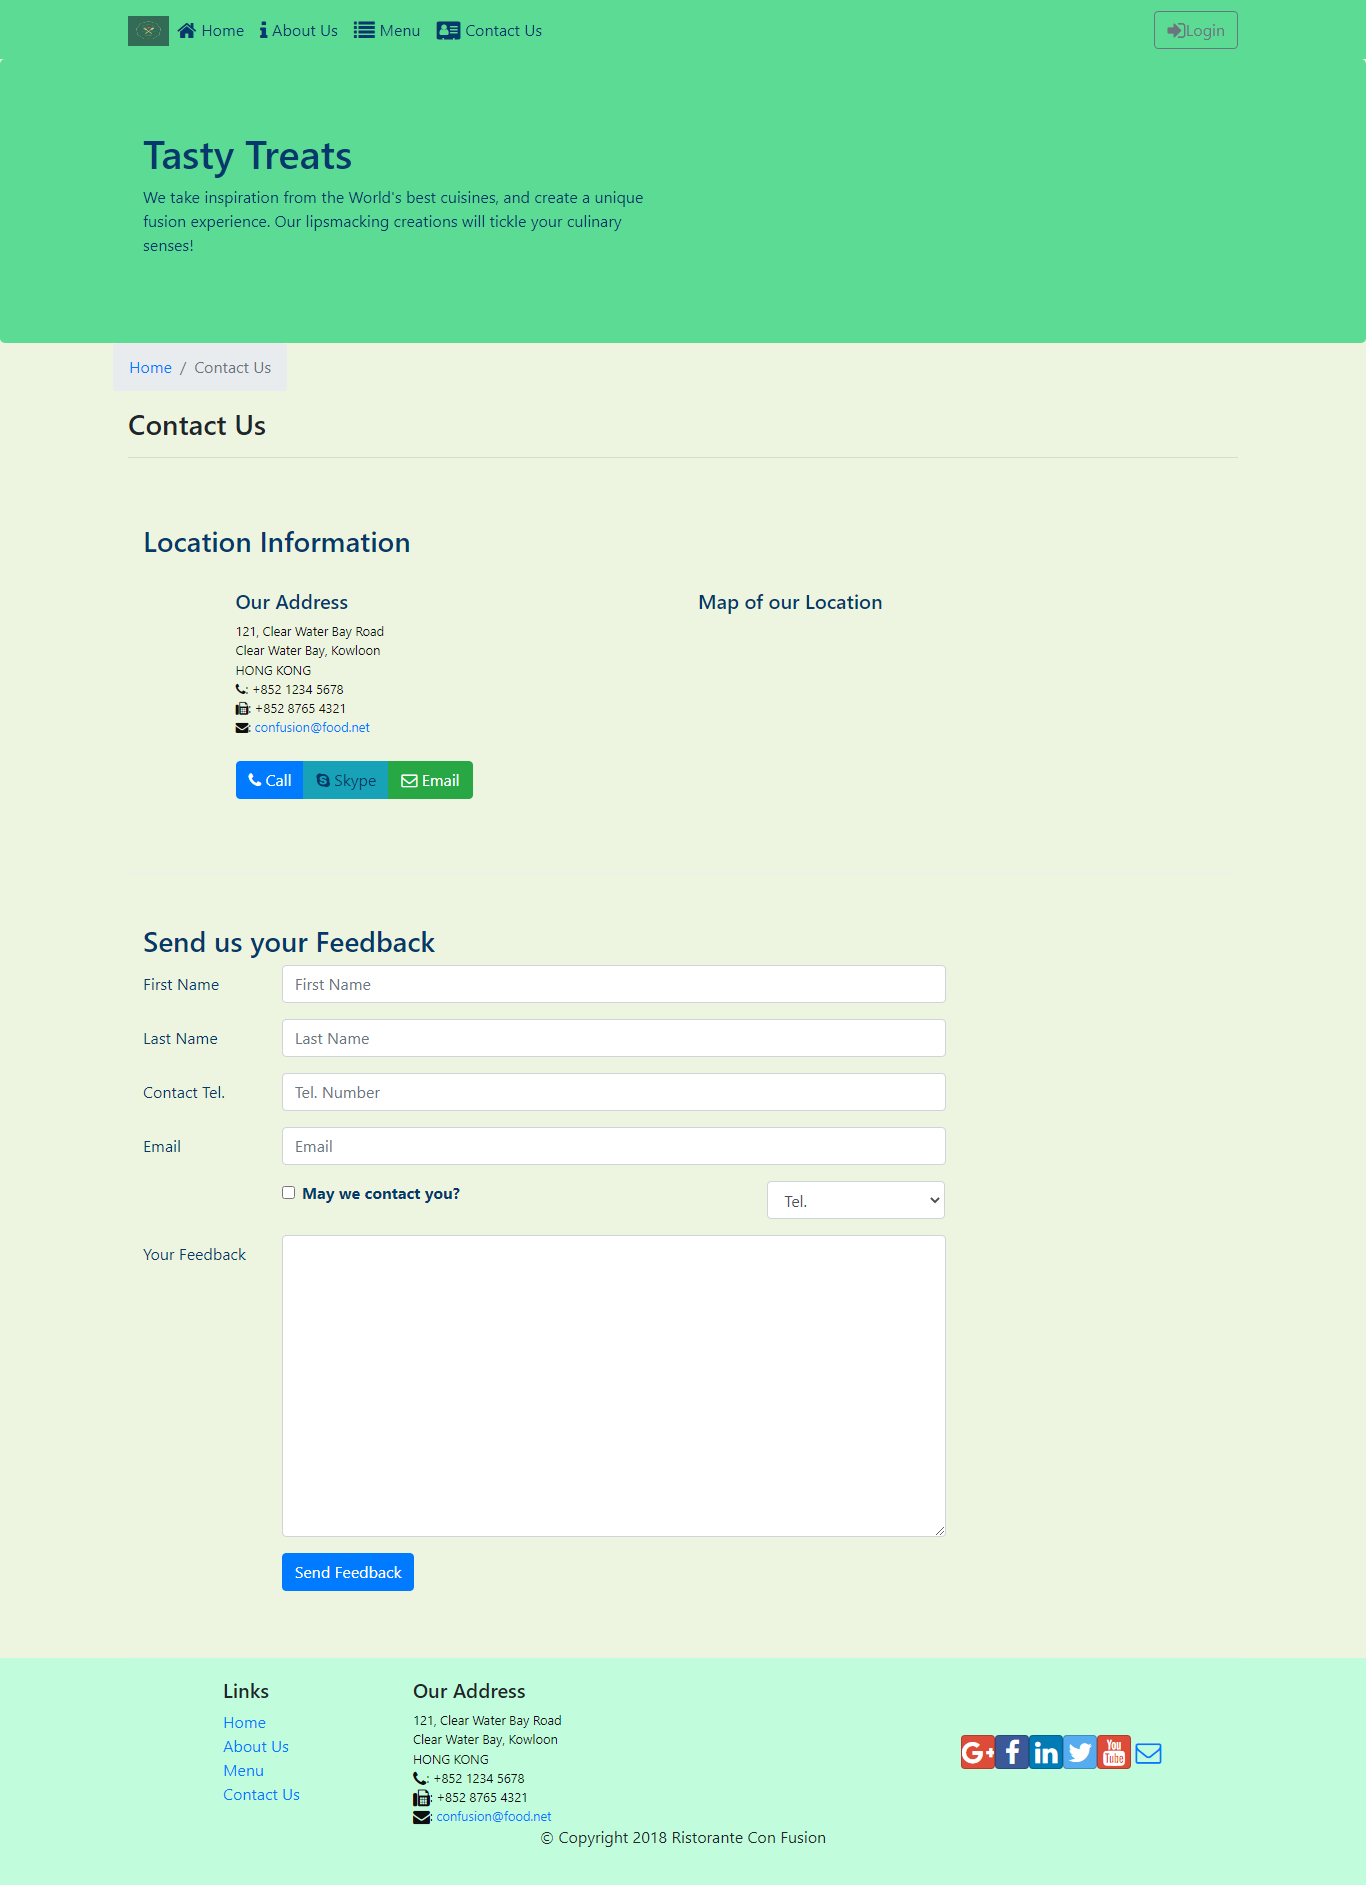 Home About Us Menu Contact Us Login
Tasty Treats
We take inspiration from the World's best cuisines, and create a unique
fusion experience. Our lipsmacking creations will tickle your culinary
senses!
Home / Contact Us
Contact Us
Location Information
Our Address
121, Clear Water Bay Road
Clear Water Bay, Kowloon
HONG KONG
: +852 1234 5678
: +852 8765 4321
: confusion@food.net
Call Skype Email
Map of our Location
Send us your Feedback
First Name First Name
Last Name Last Name
Contact Tel. Tel. Number
Email Email
May we contact you? Tel.
Your Feedback
Send Feedback
Links
Home
About Us
Menu
Contact Us
Our Address
121, Clear Water Bay Road
Clear Water Bay, Kowloon
HONG KONG
: +852 1234 5678
: +852 8765 4321
: confusion@food.net
G+ f in You Tube
© Copyright 2018 Ristorante Con Fusion